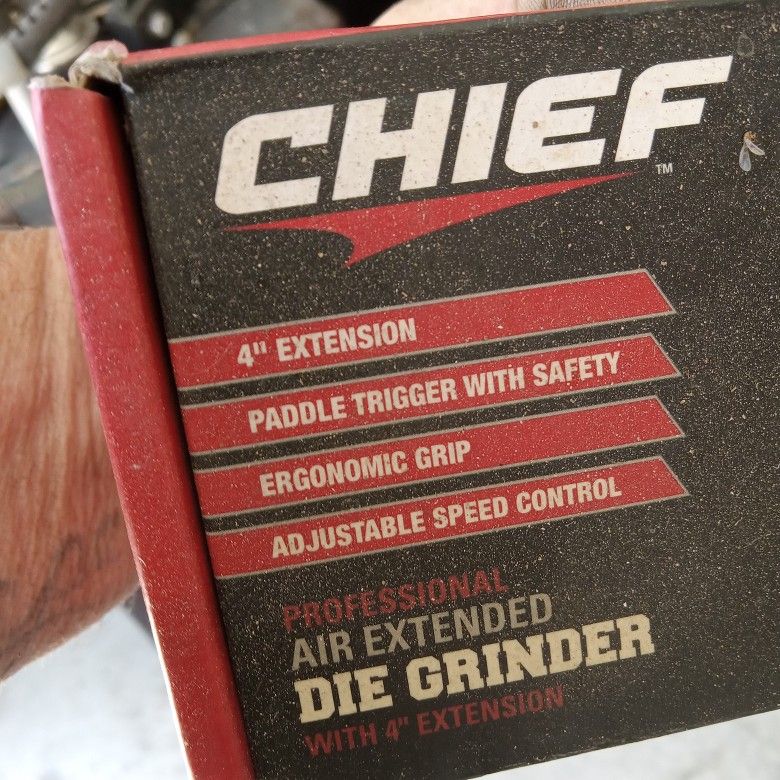 CHIEF
TM
4" EXTENSION
PADDLE TRIGGER WITH SAFETY
ERGONOMIC GRIP
ADJUSTABLE SPEED CONTROL
PROFESSIONAL
AIR EXTENDED
DIE GRINDER
WITH 4" EXTENSION